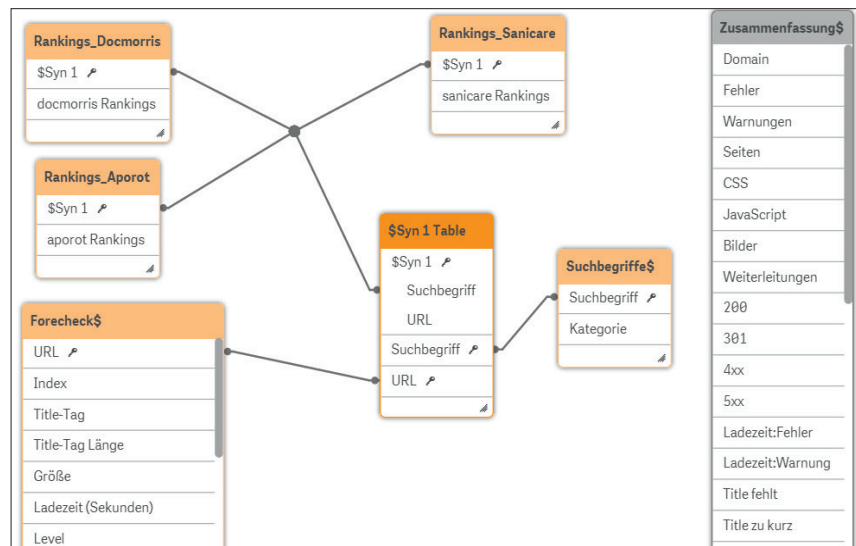 Rankings_Docmorris
$Syn 1
docmorris Rankings
Rankings_Sanicare
$Syn 1
sanicare Rankings
Rankings_Aporot
$Syn 1
aporot Rankings
$Syn 1 Table
$Syn 1
Suchbegriff
URL
Suchbegriff
URL
Suchbegriffe$
Suchbegriff
Kategorie
Forecheck$
URL
Index
Title-Tag
Title-Tag Länge
Größe
Ladezeit (Sekunden)
Level
Zusammenfassung$
Domain
Fehler
Warnungen
Seiten
CSS
JavaScript
Bilder
Weiterleitungen
200
301
4xx
5xx
Ladezeit:Fehler
Ladezeit:Warnung
Title fehlt
Title zu kurz